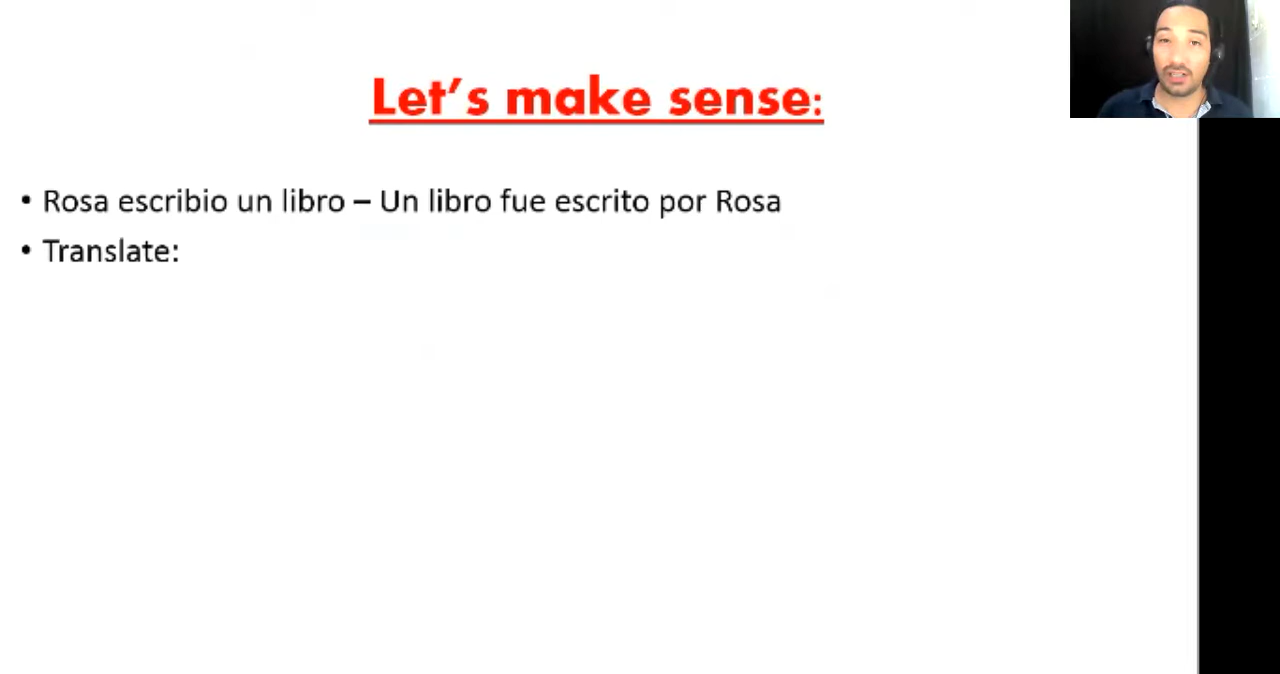 Let's make sense:
• Rosa escribio un libro – Un libro fue escrito por Rosa
• Translate: